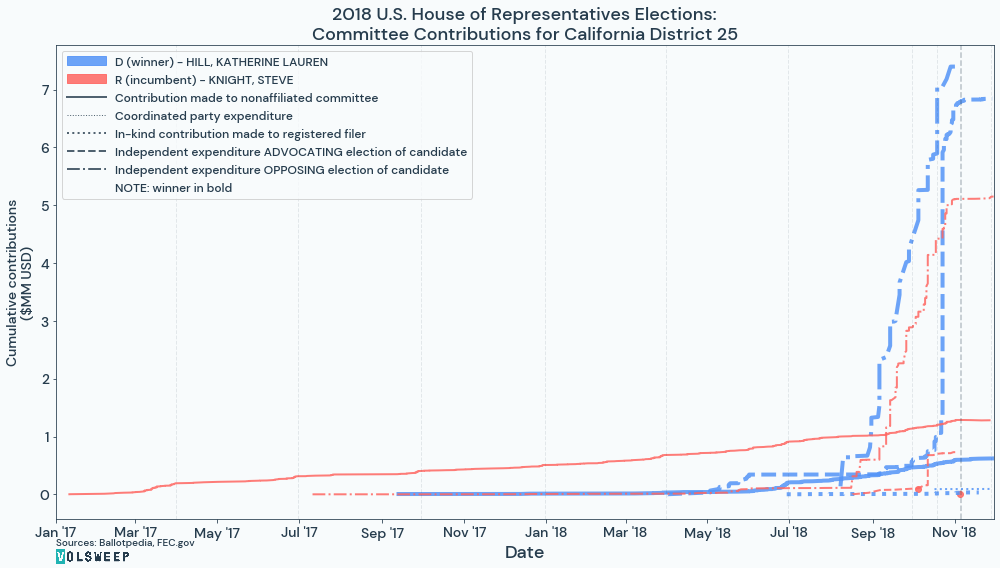 2018 U.S. House of Representatives Elections:
Committee Contributions for California District 25
D (winner) – HILL, KATHERINE LAUREN
R (incumbent) – KNIGHT, STEVE
Contribution made to nonaffiliated committee
Coordinated party expenditure
In-kind contribution made to registered filer
Independent expenditure ADVOCATING election of candidate
Independent expenditure OPPOSING election of candidate
NOTE: winner in bold
Cumulative contributions
($MM USD)
7
6
5
4
3
2
1
0
Jan '17 Mar '17 May '17 Jul '17 Sep '17 Nov '17 Jan '18 Mar '18 May '18 Jul '18 Sep '18 Nov '18
Date
Sources: Ballotpedia, FEC.gov
VOLSWEEP